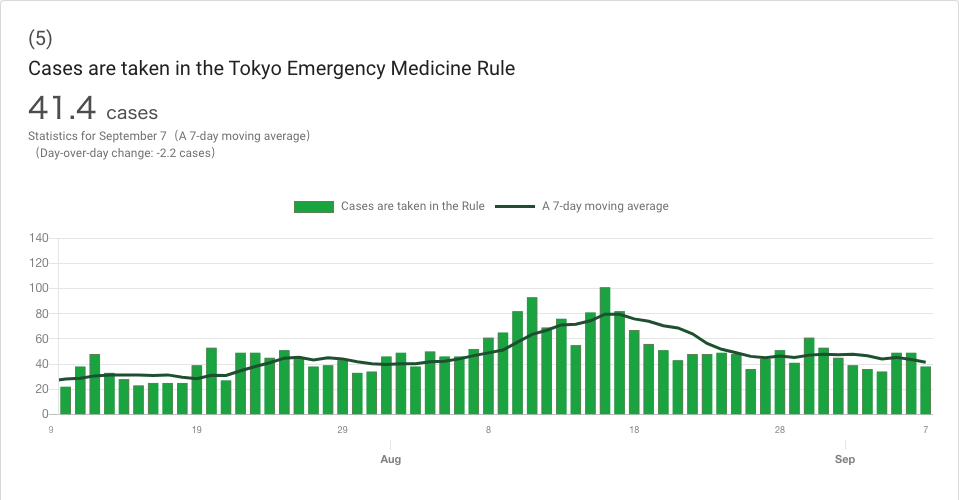 (5)
Cases are taken in the Tokyo Emergency Medicine Rule
41.4 cases
Statistics for September 7（A 7-day moving average）
（Day-over-day change: -2.2 cases）
Cases are taken in the Rule A 7-day moving average
140
120
100
80
60
40
20
0
9 19 29 8 18 28 7
Aug Sep